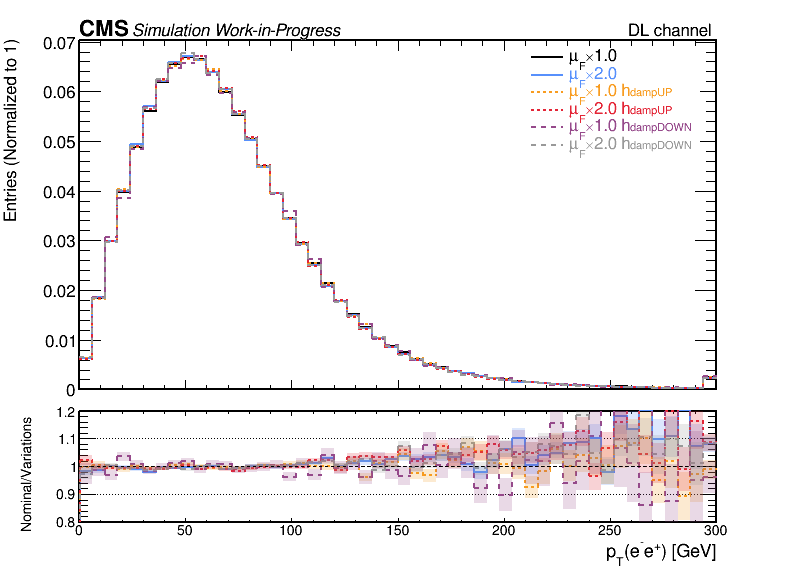 CMS Simulation Work-in-Progress DL channel
Entries (Normalized to 1)
0.07
0.06
0.05
0.04
0.03
0.02
0.01
0
μF×1.0
μF×2.0
μF×1.0 hdampUP
μF×2.0 hdampUP
μF×1.0 hdampDOWN
μF×2.0 hdampDOWN
Nominal/Variations
1.2
1.1
1
0.9
0.8
0 50 100 150 200 250 300
pT(e-e+) [GeV]